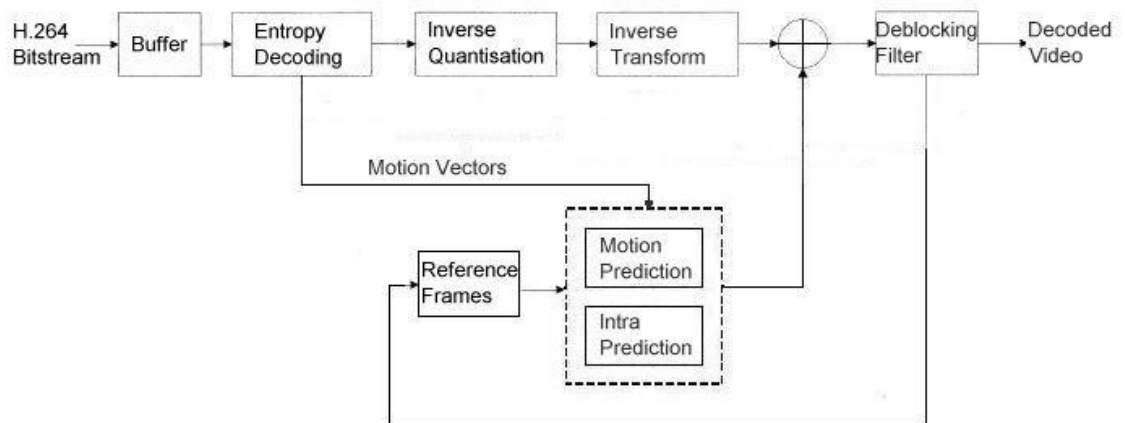 H.264
Bitstream
Buffer
Entropy
Decoding
Inverse
Quantisation
Inverse
Transform
Deblocking
Filter
Decoded
Video
Motion Vectors
Motion
Prediction
Reference
Frames
Intra
Prediction